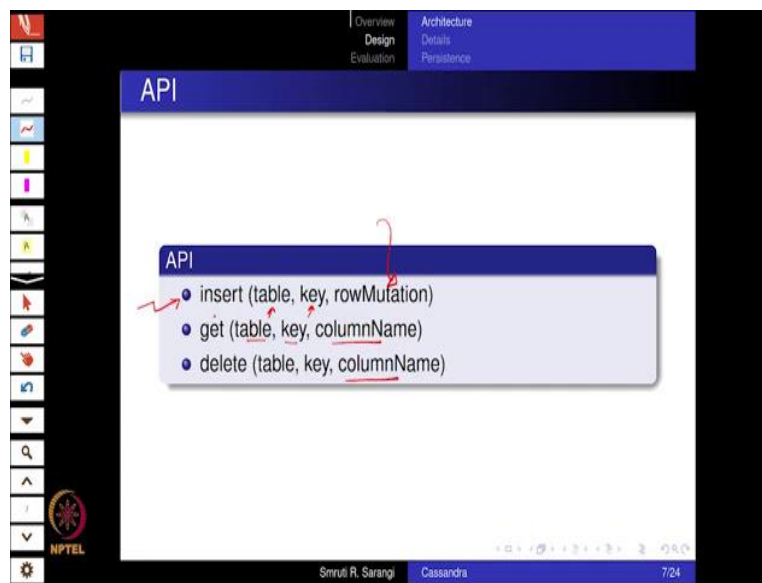 Overview
Design
Evaluation
Architecture
Details
Persistence
API
API
insert (table, key, rowMutation)
get (table, key, columnName)
delete (table, key, columnName)
NPTEL
Smruti R. Sarangi
Cassandra
7/24